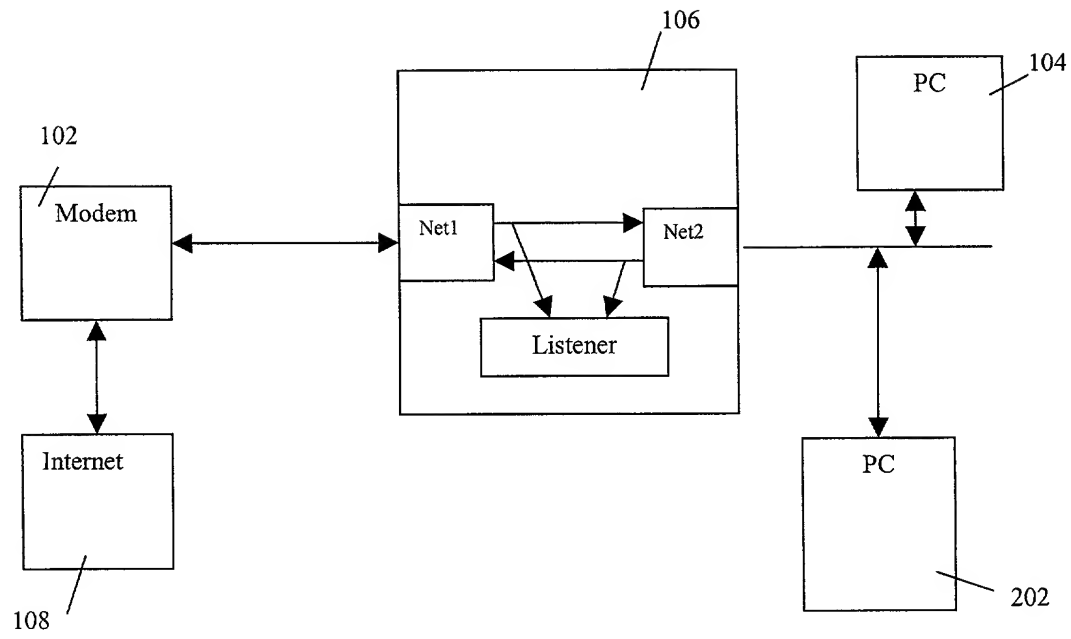 106
PC
104
102
Modem
Net1
Net2
Listener
Internet
PC
108
202